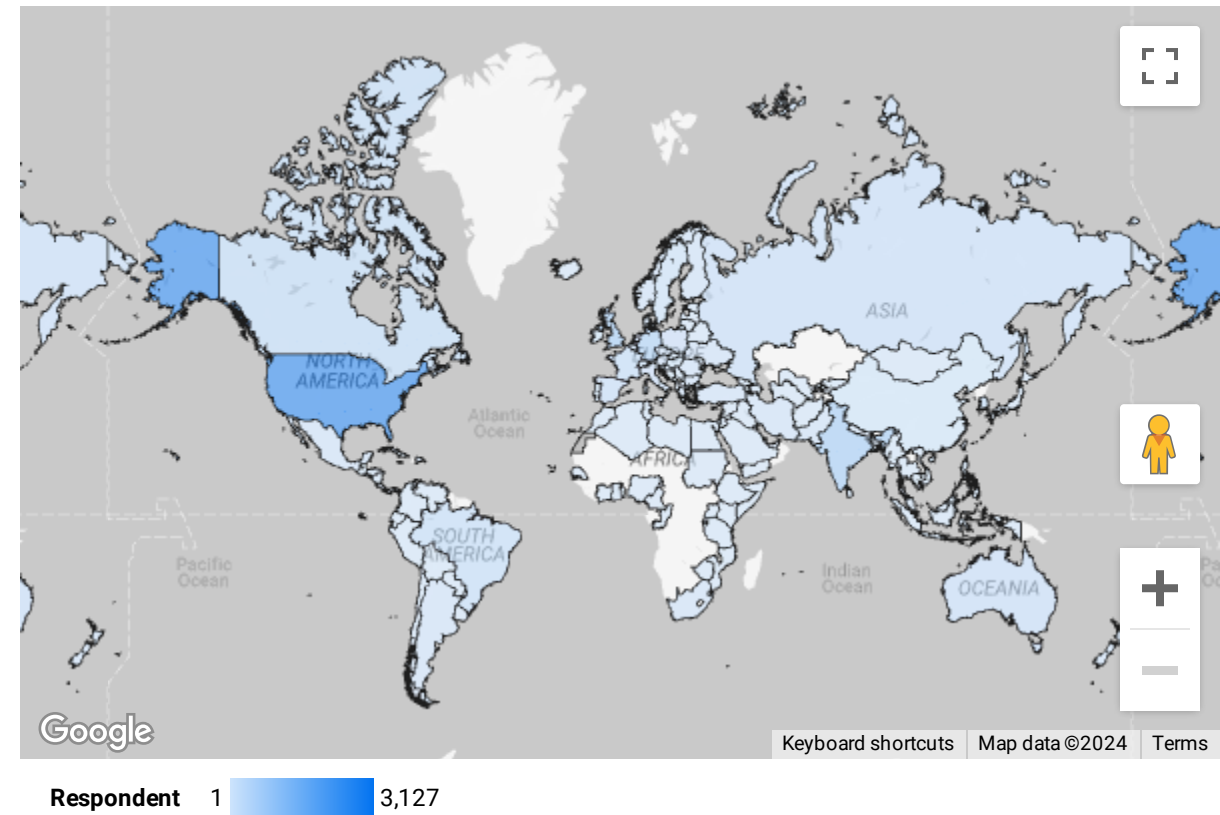 ASIA
NORTH
AMERICA
EUROPE
Atlantic
Ocean
AFRICA
SOUTH
AMERICA
Pacific
Ocean
Indian
Ocean
OCEANIA
Google
Keyboard shortcuts
Map data ©2024
Terms
Respondent 1 3,127